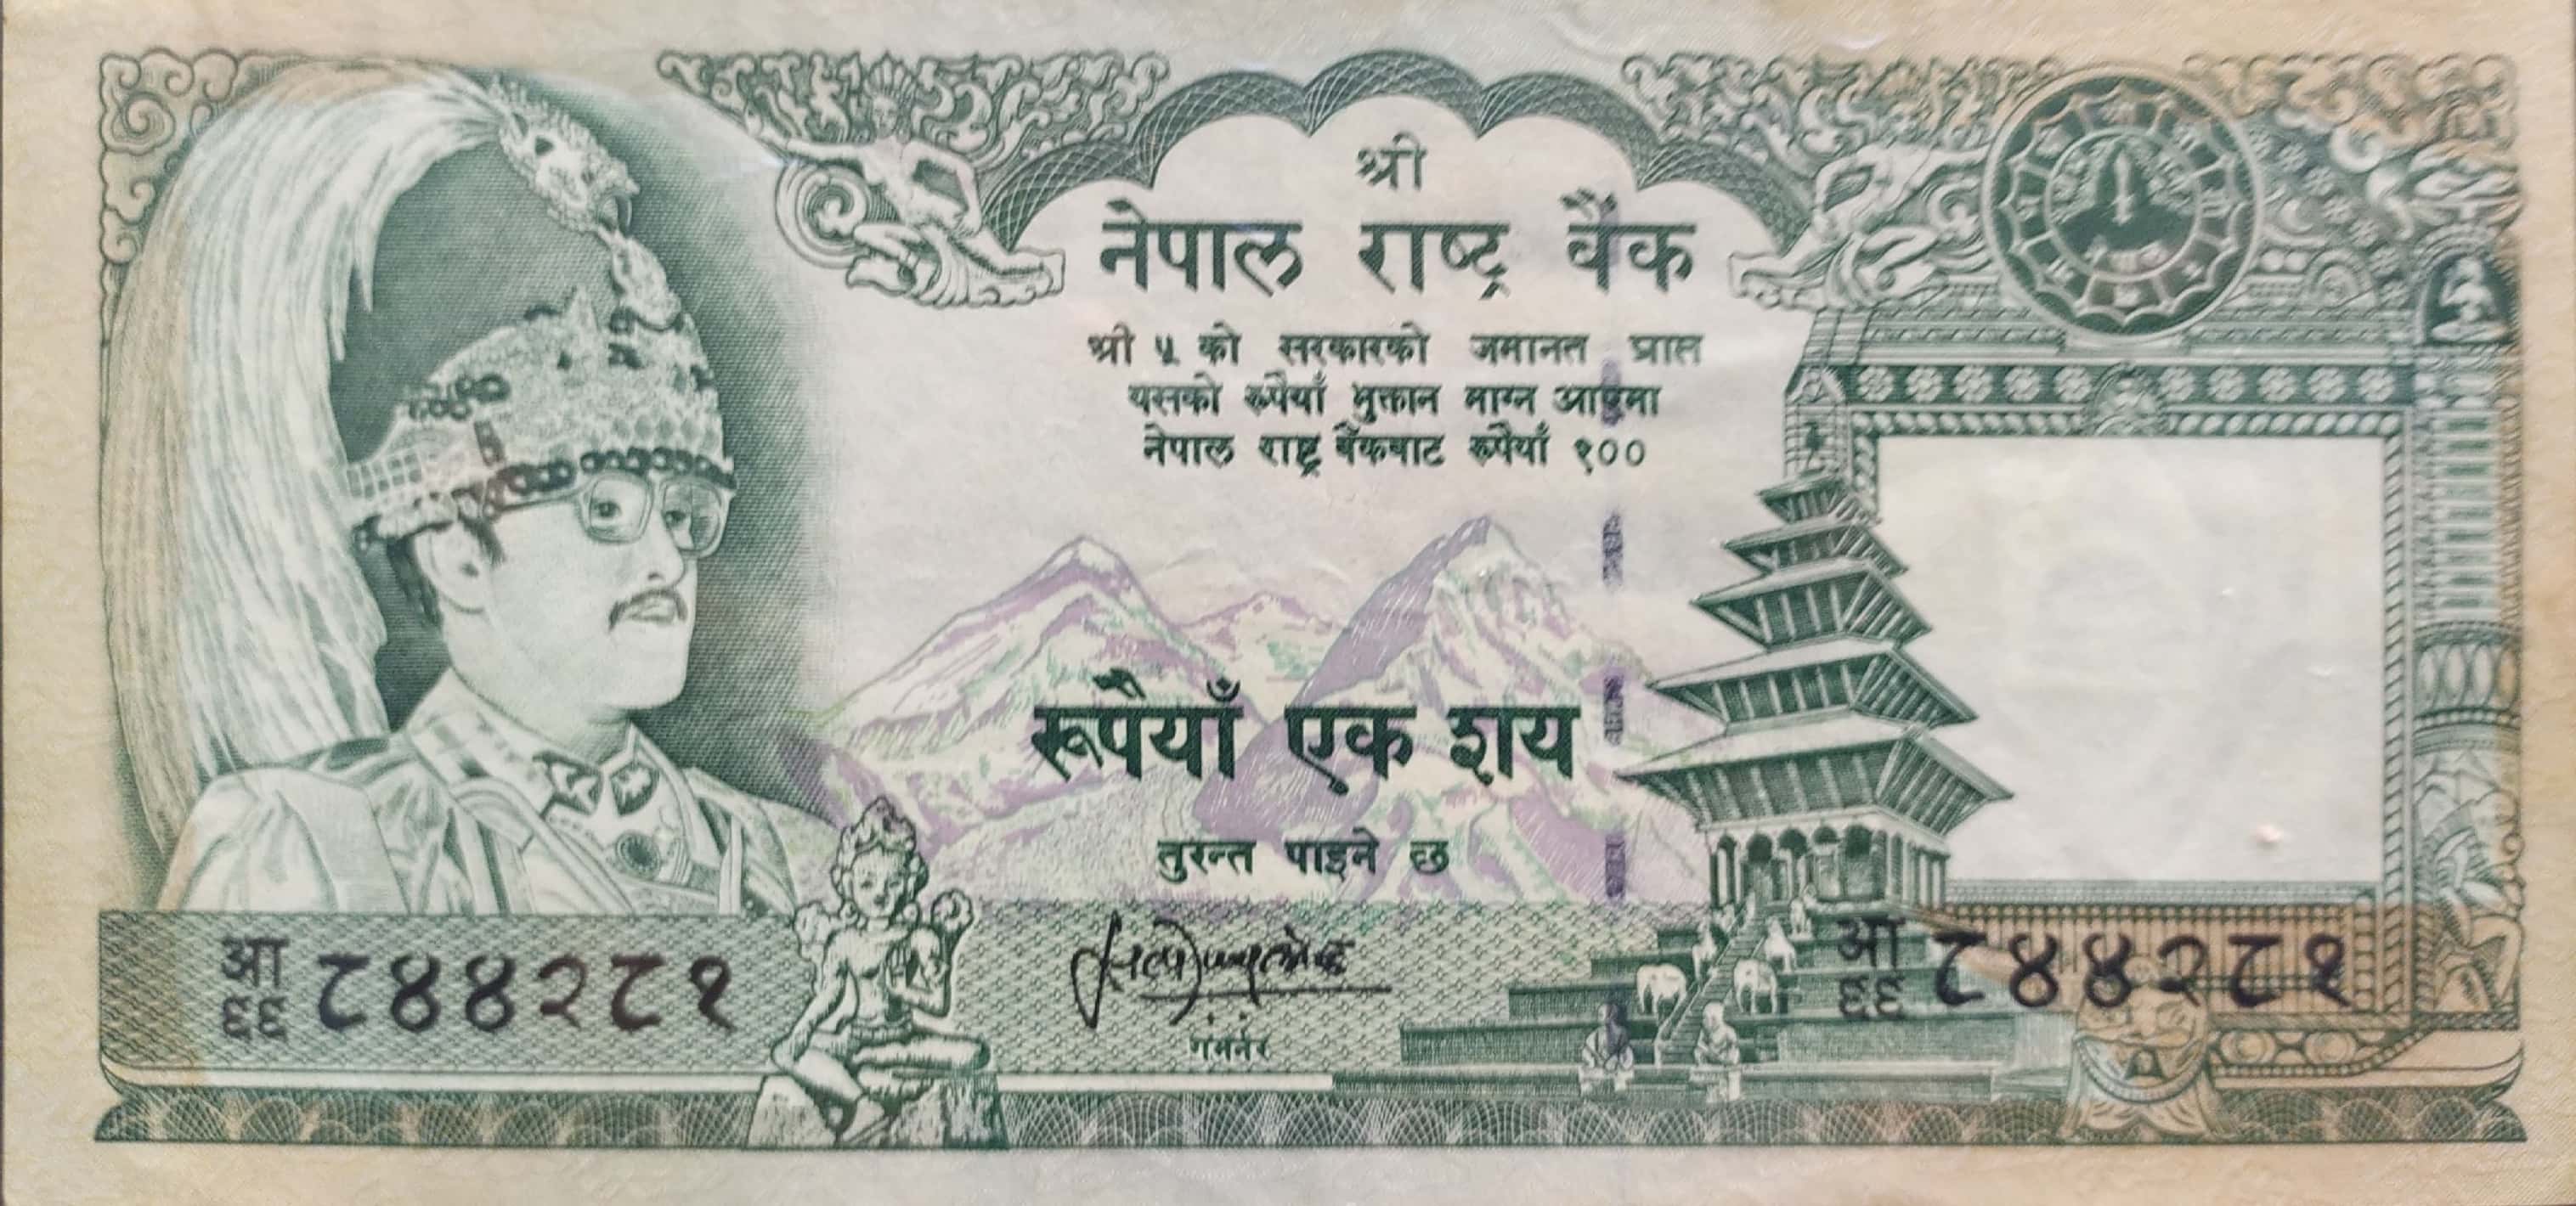 श्री
नेपाल राष्ट्र बैंक
श्री ५ को सरकारको जमानत प्राप्त
यसको रूपैयाँ भुक्तान माग्न आएमा
नेपाल राष्ट्र बैंकबाट रूपैयाँ १००
रूपैयाँ एक शय
तुरन्त पाइने छ
गभर्नर
आ
६६ ८४४२८१
आ
६६ ८४४२८१